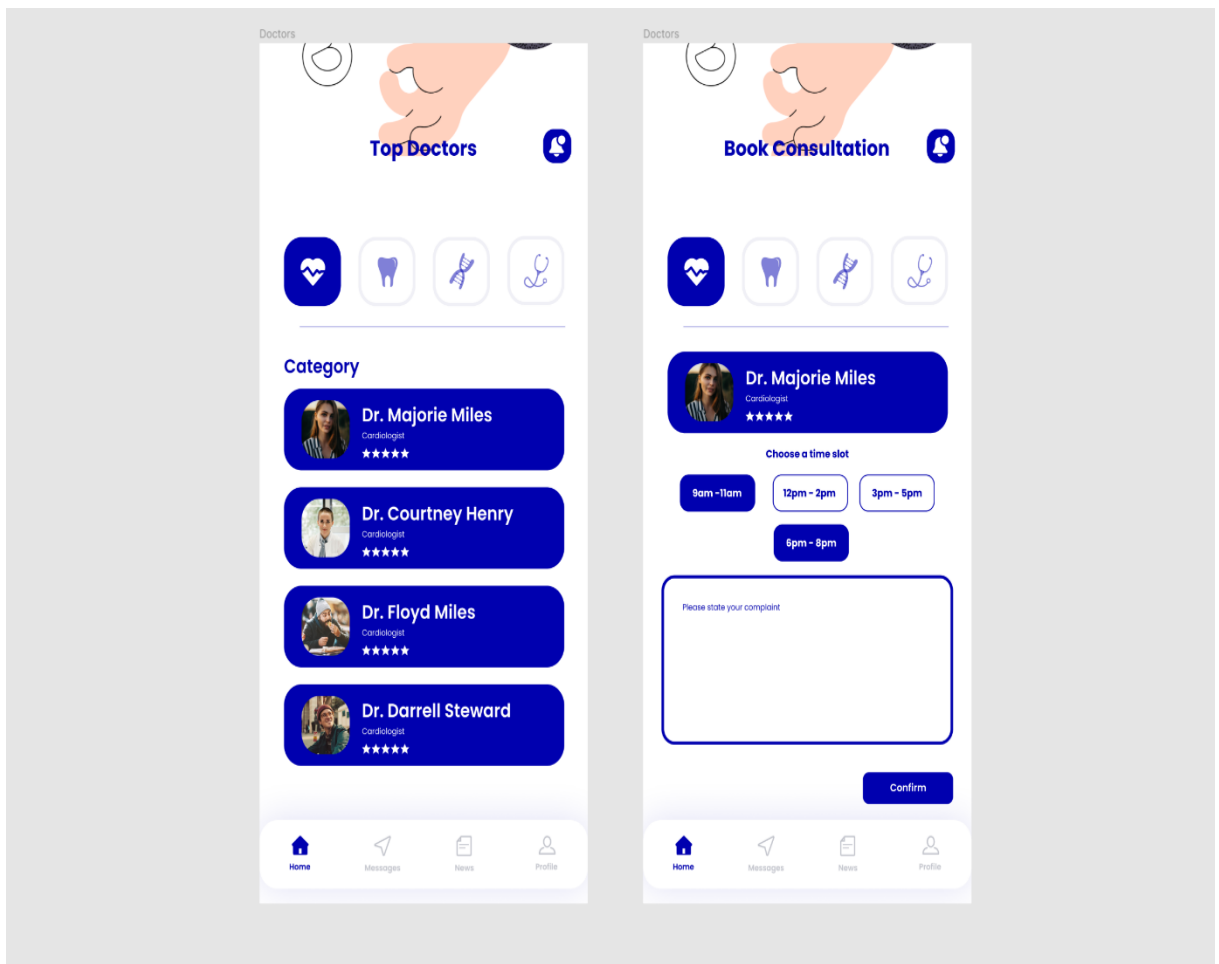 Doctors
Top Doctors
Category
Dr. Majorie Miles
Cardiologist
Dr. Courtney Henry
Cardiologist
Dr. Floyd Miles
Cardiologist
Dr. Darrell Steward
Cardiologist
Home
Messages
News
Profile
Doctors
Book Consultation
Dr. Majorie Miles
Cardiologist
Choose a time slot
9am -11am
12pm - 2pm
3pm - 5pm
6pm - 8pm
Please state your complaint
Confirm
Home
Messages
News
Profile